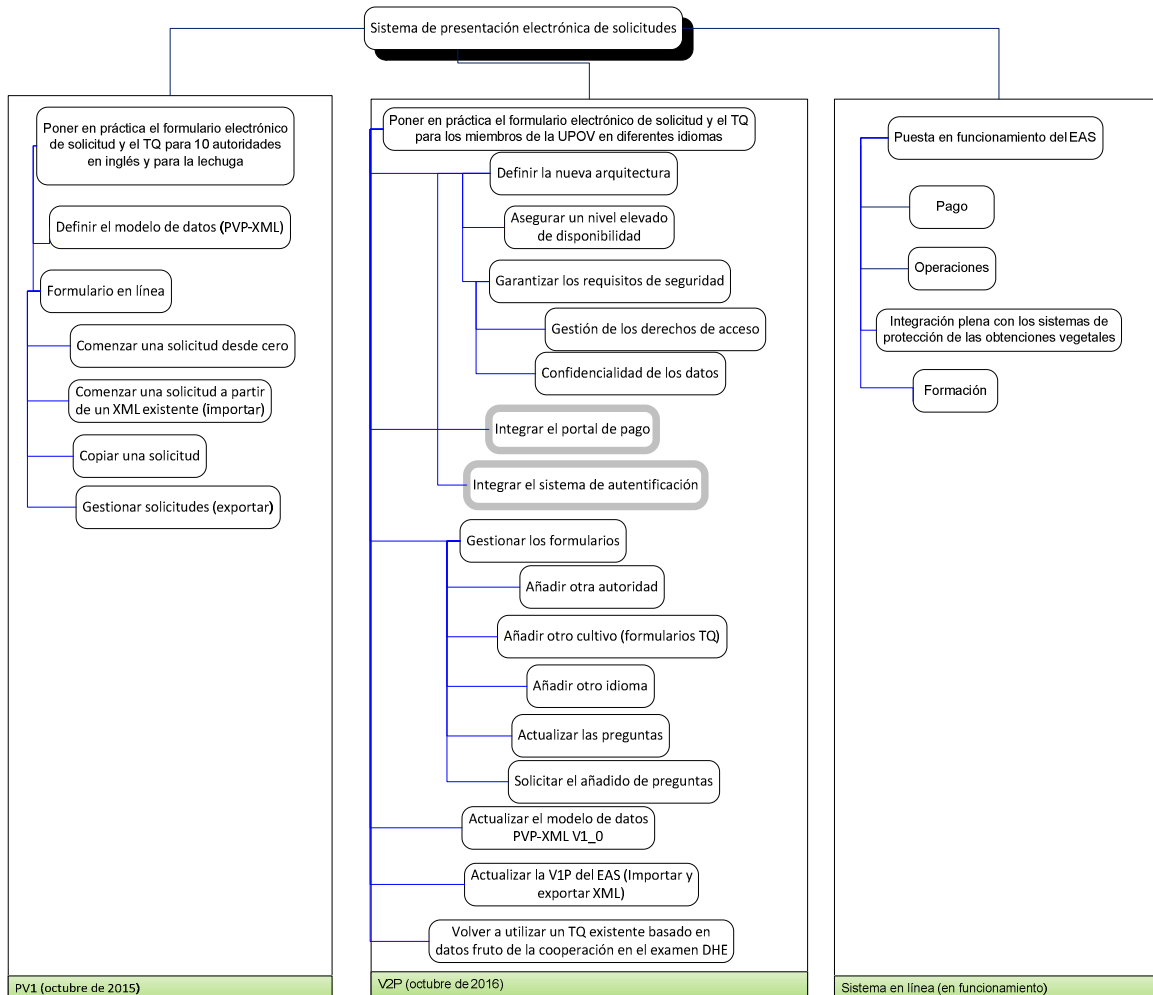 Sistema de presentación electrónica de solicitudes
Poner en práctica el formulario electrónico
de solicitud y el TQ para 10 autoridades
en inglés y para la lechuga
Definir el modelo de datos (PVP-XML)
Formulario en línea
Comenzar una solicitud desde cero
Comenzar una solicitud a partir
de un XML existente (importar)
Copiar una solicitud
Gestionar solicitudes (exportar)
PV1 (octubre de 2015)
Poner en práctica el formulario electrónico de solicitud y el TQ
para los miembros de la UPOV en diferentes idiomas
Definir la nueva arquitectura
Asegurar un nivel elevado
de disponibilidad
Garantizar los requisitos de seguridad
Gestión de los derechos de acceso
Confidencialidad de los datos
Integrar el portal de pago
Integrar el sistema de autentificación
Gestionar los formularios
Añadir otra autoridad
Añadir otro cultivo (formularios TQ)
Añadir otro idioma
Actualizar las preguntas
Solicitar el añadido de preguntas
Actualizar el modelo de datos
PVP-XML V1_0
Actualizar la V1P del EAS (Importar y
exportar XML)
Volver a utilizar un TQ existente basado en
datos fruto de la cooperación en el examen DHE
V2P (octubre de 2016)
Puesta en funcionamiento del EAS
Pago
Operaciones
Integración plena con los sistemas de
protección de las obtenciones vegetales
Formación
Sistema en línea (en funcionamiento)